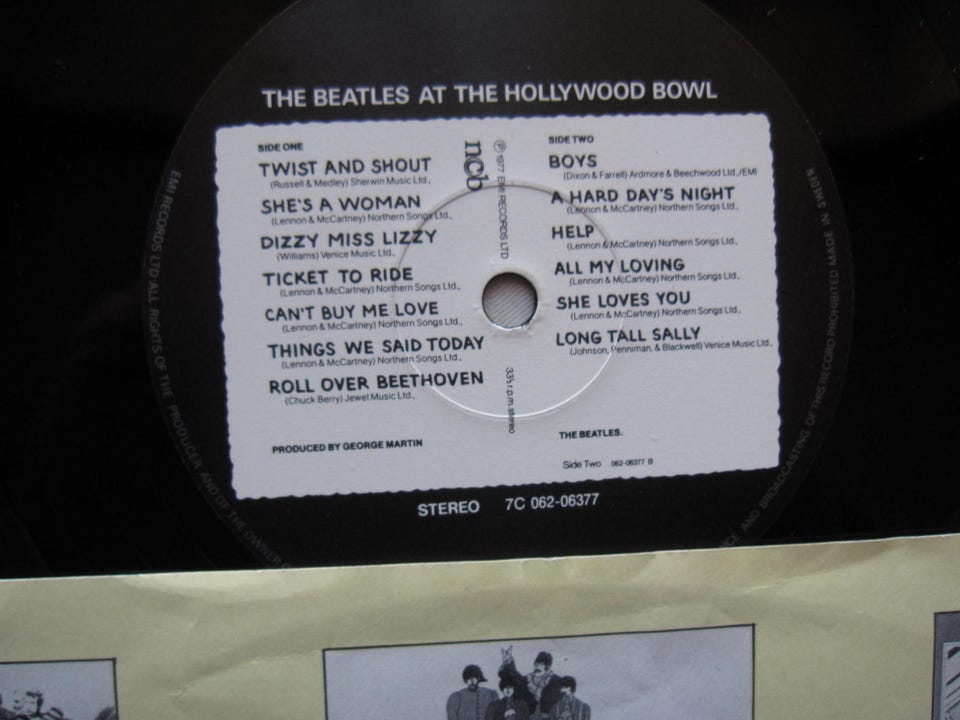 THE BEATLES AT THE HOLLYWOOD BOWL
SIDE ONE
TWIST AND SHOUT
(Russell & Medley) Sherwin Music Ltd.,
SHE'S A WOMAN
(Lennon & McCartney) Northern Songs Ltd.,
DIZZY MISS LIZZY
(Williams) Venice Music Ltd.,
TICKET TO RIDE
(Lennon & McCartney) Northern Songs Ltd.,
CAN'T BUY ME LOVE
(Lennon & McCartney) Northern Songs Ltd.,
THINGS WE SAID TODAY
(Lennon & McCartney) Northern Songs Ltd.,
ROLL OVER BEETHOVEN
(Chuck Berry) Jewel Music Ltd.,
PRODUCED BY GEORGE MARTIN
ncb
℗ 1977 EMI RECORDS LTD
33⅓ r.p.m. stereo
SIDE TWO
BOYS
(Dixon & Farrell) Ardmore & Beechwood Ltd.,/EMI
A HARD DAY'S NIGHT
(Lennon & McCartney) Northern Songs Ltd.,
HELP
(Lennon & McCartney) Northern Songs Ltd.,
ALL MY LOVING
(Lennon & McCartney) Northern Songs Ltd.,
SHE LOVES YOU
(Lennon & McCartney) Northern Songs Ltd.,
LONG TALL SALLY
(Johnson, Penniman, & Blackwell) Venice Music Ltd.,
THE BEATLES.
Side Two 062-06377 B
STEREO 7C 062-06377
EMI RECORDS LTD ALL RIGHTS OF THE PRODUCER AND OF THE OWNER
AND BROADCASTING OF THIS RECORD PROHIBITED MADE IN SWEDEN